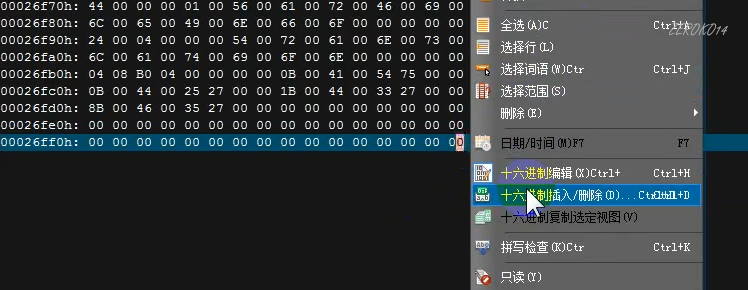 00026f70h: 44 00 00 00 01 00 56 00 61 00 72 00 46 00 69 00
00026f80h: 6C 00 65 00 49 00 6E 00 66 00 6F 00 00 00 00 00
00026f90h: 24 00 04 00 00 00 54 00 72 00 61 00 6E 00 73 00
00026fa0h: 6C 00 61 00 74 00 69 00 6F 00 6E 00 00 00 00 00
00026fb0h: 04 08 B0 04 00 00 00 00 0B 00 41 00 54 75 00 00
00026fc0h: 0B 00 44 00 25 27 00 00 1B 00 44 00 33 27 00 00
00026fd0h: 8B 00 46 00 35 27 00 00 00 00 00 00 00 00 00 00
00026fe0h: 00 00 00 00 00 00 00 00 00 00 00 00 00 00 00 00
00026ff0h: 00 00 00 00 00 00 00 00 00 00 00 00 00 00 00 00
全选(A)C Ctrl+A
CLROKO14
选择行(L)
选择词语(W)Ctr Ctrl+J
选择范围(S)
删除(E)
日期/时间(M)F7 F7
十六进制编辑(X)Ctrl+ Ctrl+H
十六进制插入/删除(D)...
十六进制复制选定视图(V)
拼写检查(K)Ctr Ctrl+K
只读(Y)